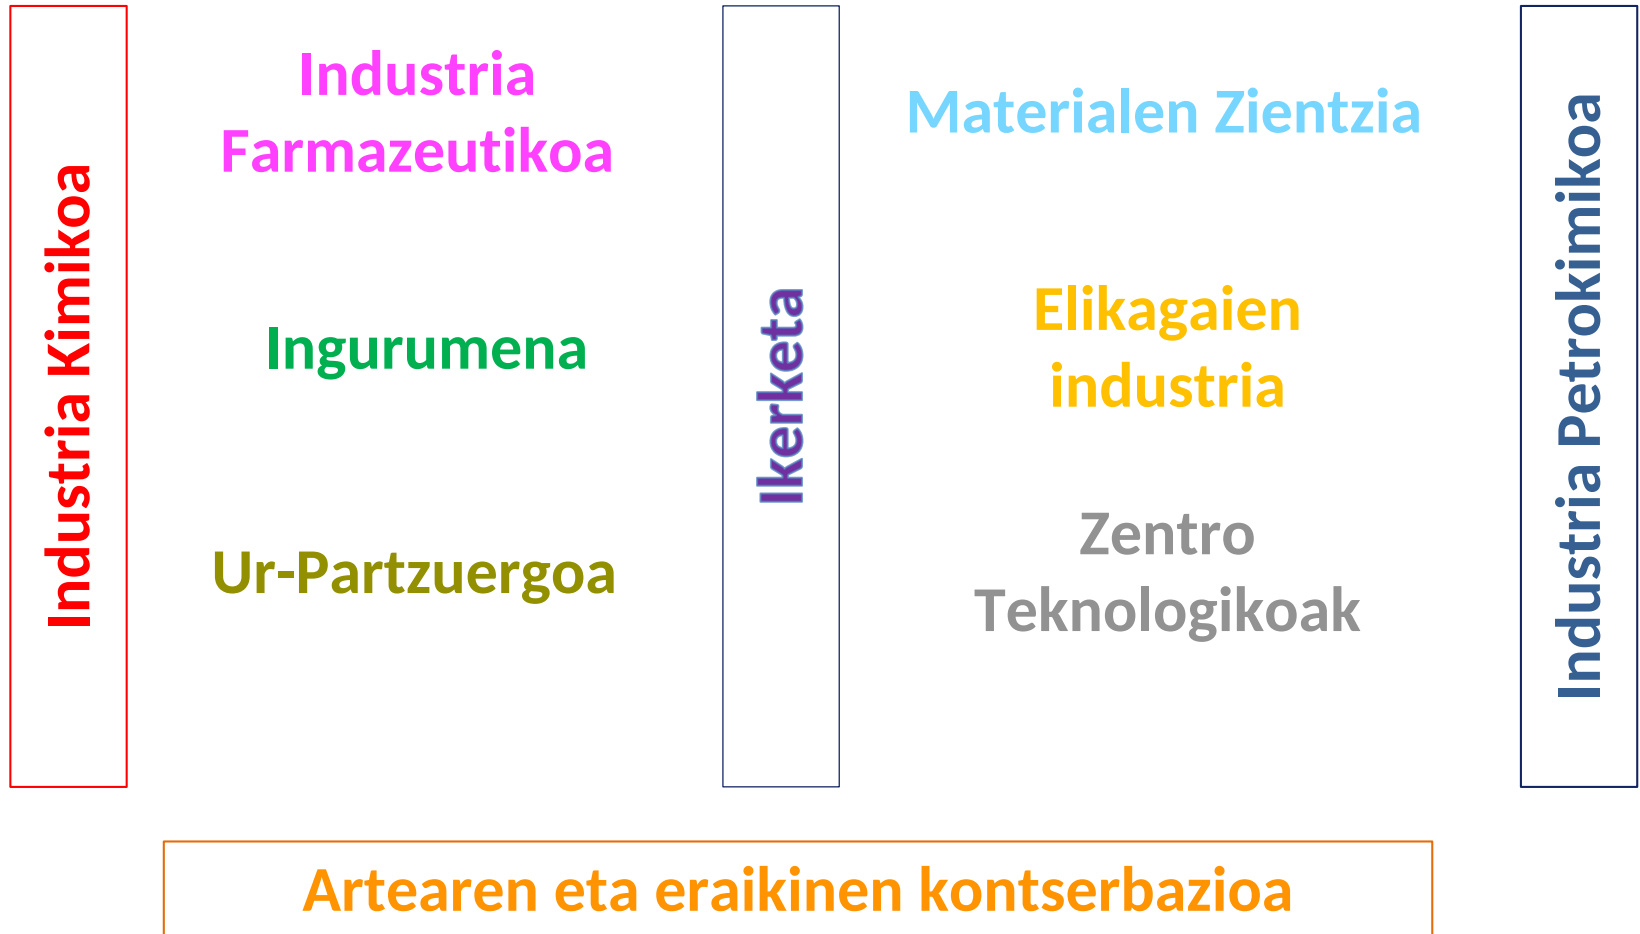 Industria Kimikoa
Industria
Farmazeutikoa
Ingurumena
Ur-Partzuergoa
Ikerketa
Materialen Zientzia
Elikagaien
industria
Zentro
Teknologikoak
Industria Petrokimikoa
Artearen eta eraikinen kontserbazioa